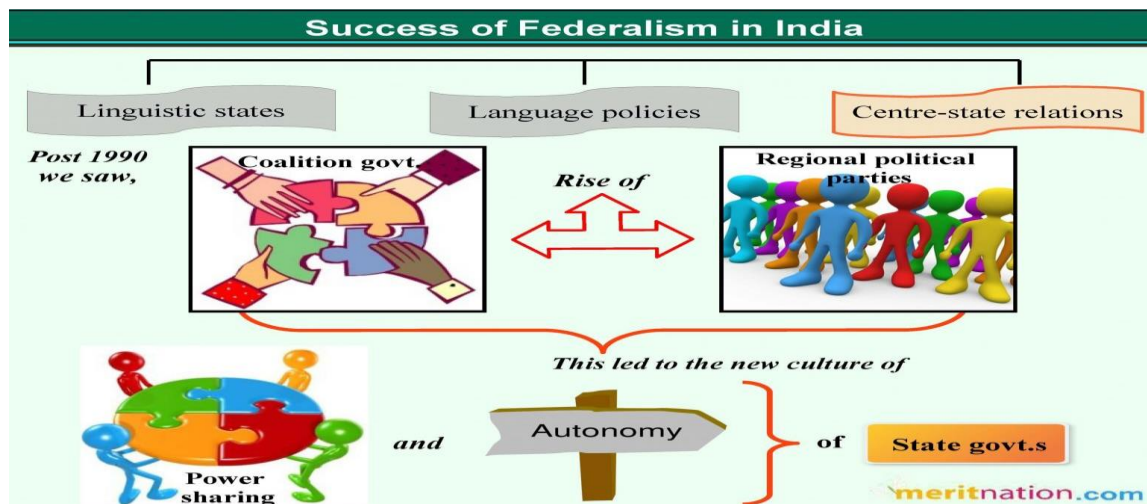 Success of Federalism in India
Linguistic states
Language policies
Centre-state relations
Post 1990
we saw,
Coalition govt.
Rise of
Regional political
parties
This led to the new culture of
Power
sharing
and
Autonomy
of
State govt.s
meritnation.com